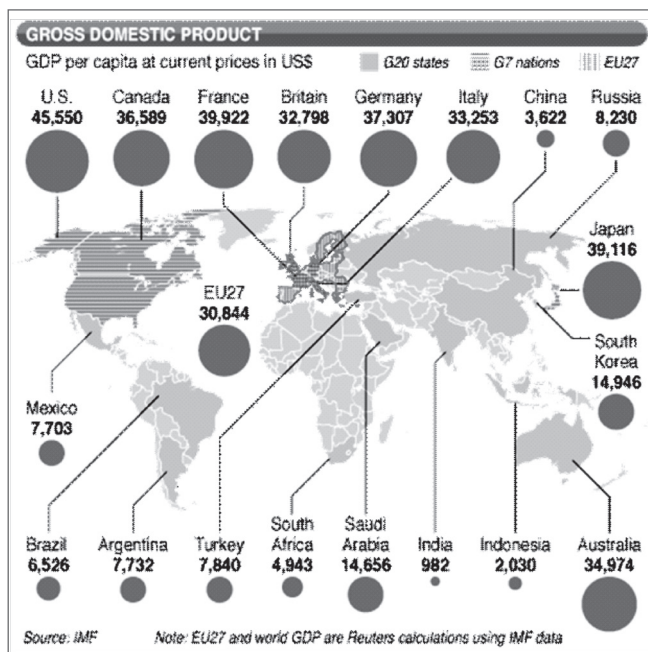 GROSS DOMESTIC PRODUCT
GDP per capita at current prices in US$
G20 states
G7 nations
EU27
U.S.
45,550
Canada
36,589
France
39,922
Britain
32,798
Germany
37,307
Italy
33,253
China
3,622
Russia
8,230
Japan
39,116
EU27
30,844
South
Korea
14,946
Mexico
7,703
Brazil
6,526
Argentina
7,732
Turkey
7,840
South
Africa
4,943
Saudi
Arabia
14,656
India
982
Indonesia
2,030
Australia
34,974
Source: IMF
Note: EU27 and world GDP are Reuters calculations using IMF data